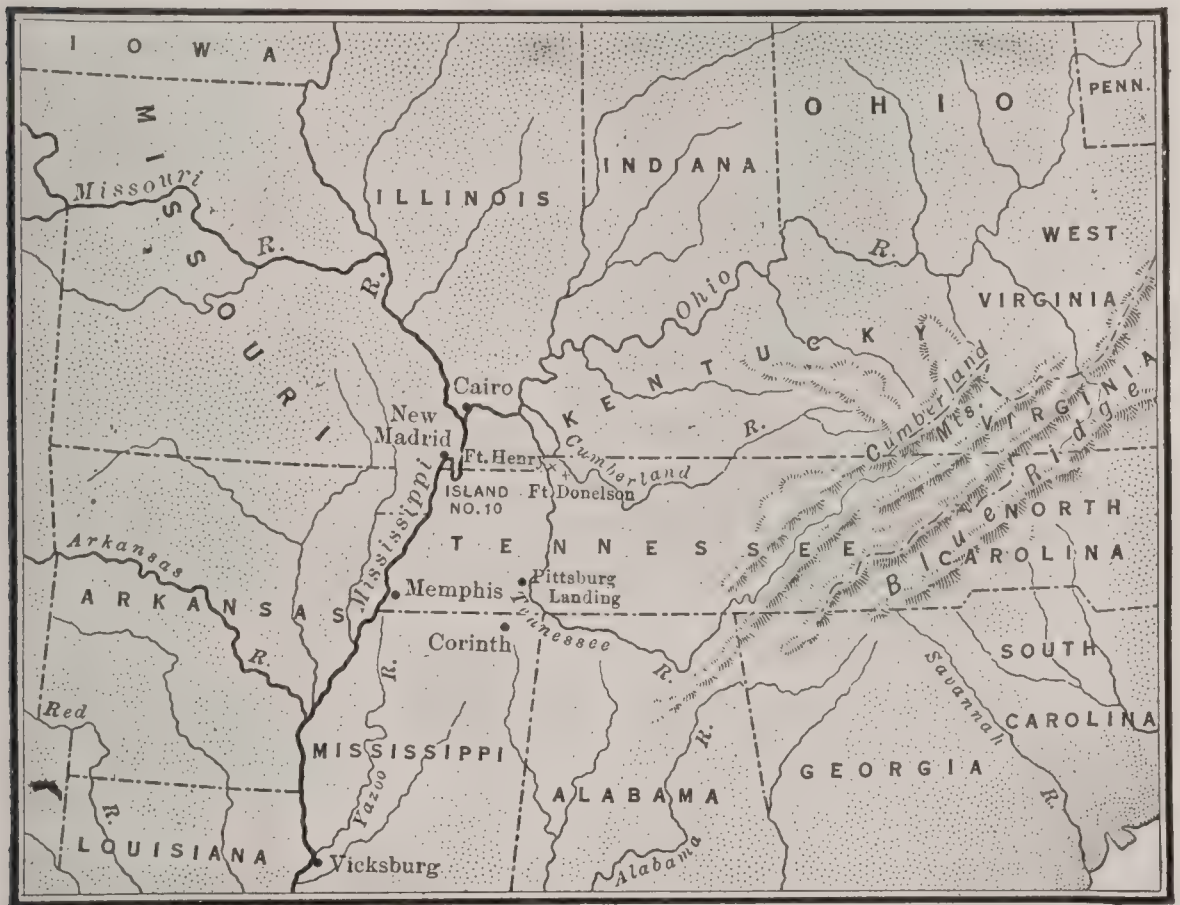 IOWA
PENN.
OHIO
MISSOURI
INDIANA
Missouri
R.
ILLINOIS
WEST
VIRGINIA
R.
Ohio
R.
KENTUCKY
Cairo
New
Madrid
Cumberland
Mts.
VIRGINIA
Blue Ridge
Ft. Henry
Cumberland
R.
ISLAND
NO. 10
Ft. Donelson
Mississippi
R.
NORTH
CAROLINA
TENNESSEE
Arkansas
R.
ARKANSAS
Memphis
Pittsburg
Landing
Corinth
Tennessee
R.
SOUTH
CAROLINA
Savannah
R.
Red
R.
MISSISSIPPI
GEORGIA
ALABAMA
Yazoo
R.
LOUISIANA
Vicksburg
Alabama